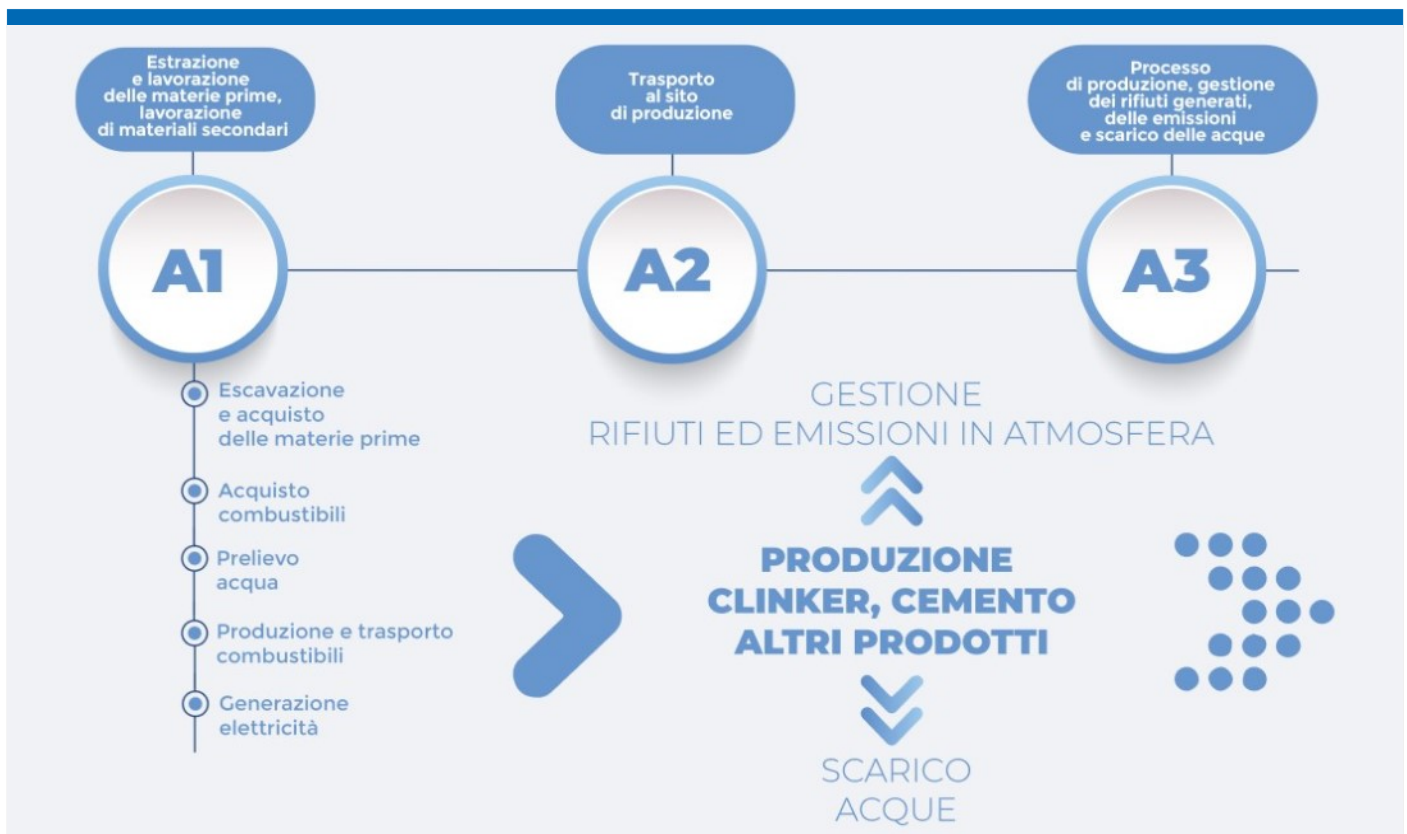 Estrazione
e lavorazione
delle materie prime,
lavorazione
di materiali secondari
Trasporto
al sito
di produzione
Processo
di produzione, gestione
dei rifiuti generati,
delle emissioni
e scarico delle acque
A1
A2
A3
Escavazione
e acquisto
delle materie prime
Acquisto
combustibili
Prelievo
acqua
Produzione e trasporto
combustibili
Generazione
elettricità
GESTIONE
RIFIUTI ED EMISSIONI IN ATMOSFERA
PRODUZIONE
CLINKER, CEMENTO
ALTRI PRODOTTI
SCARICO
ACQUE